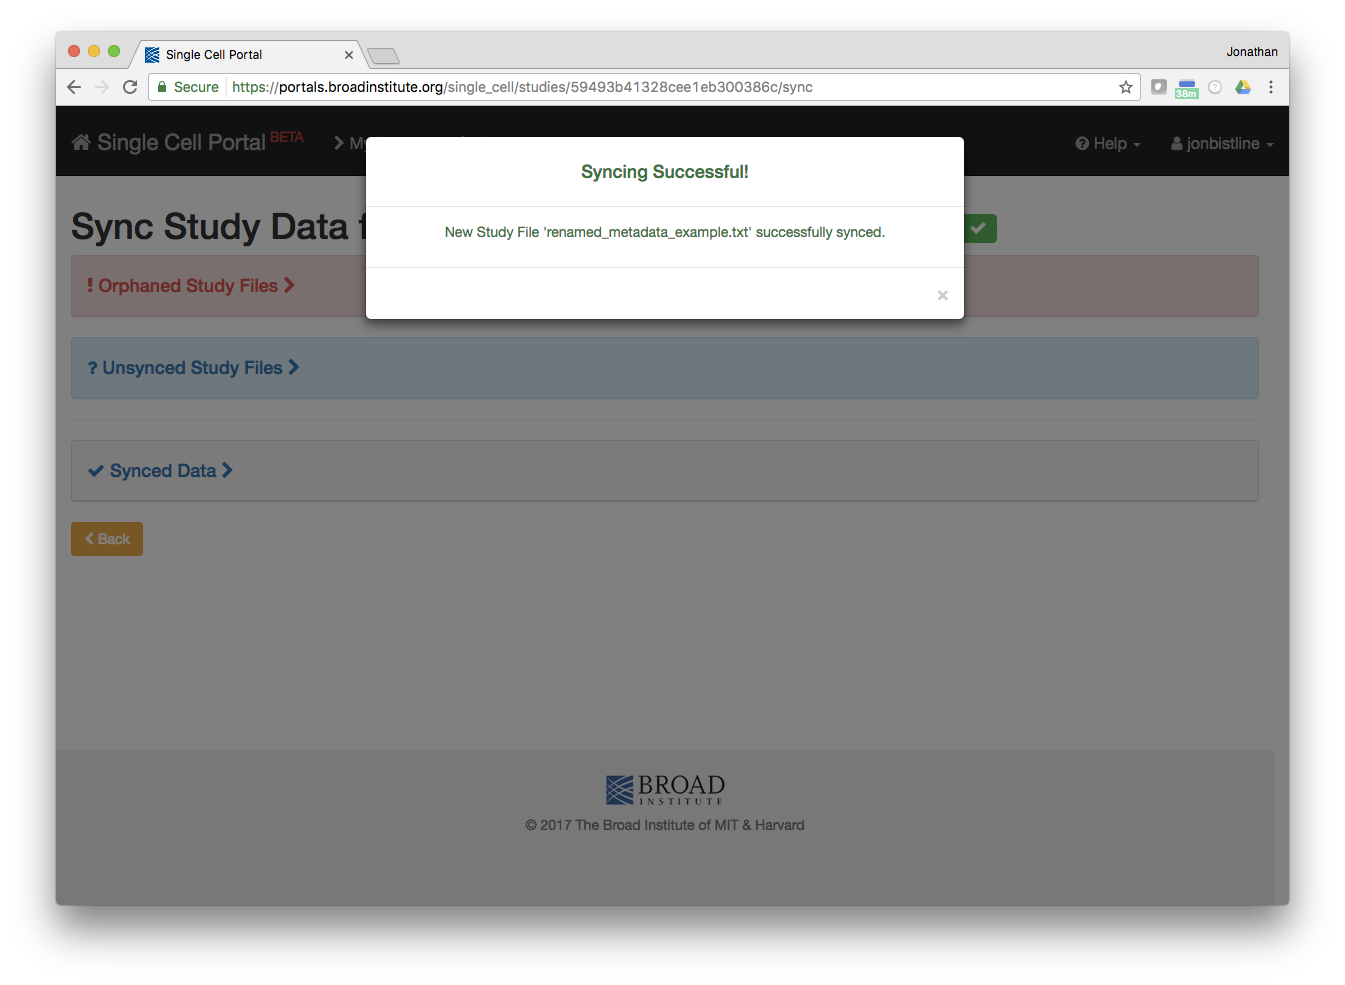 Single Cell Portal
Jonathan
Secure https://portals.broadinstitute.org/single_cell/studies/59493b41328cee1eb300386c/sync
38m
Single Cell Portal BETA
Help
jonbistline
Syncing Successful!
New Study File 'renamed_metadata_example.txt' successfully synced.
×
Sync Study Data
! Orphaned Study Files
? Unsynced Study Files
Synced Data
Back
BROAD
INSTITUTE
© 2017 The Broad Institute of MIT & Harvard